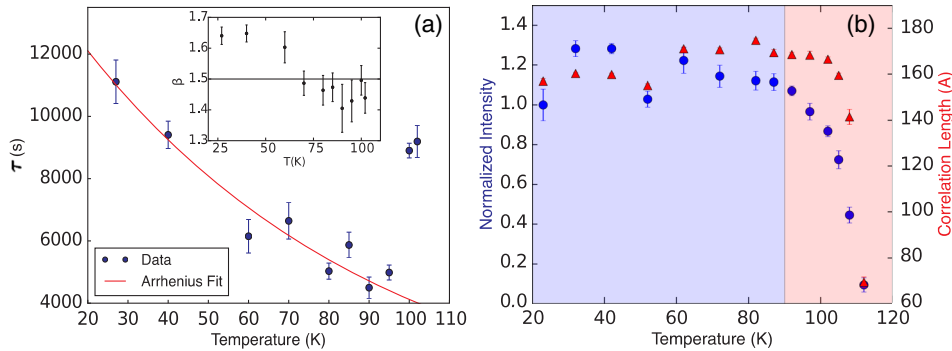 (a)
12000
10000
8000
6000
4000
τ(s)
20 30 40 50 60 70 80 90 100 110
Temperature (K)
Data
Arrhenius Fit
1.7
1.6
1.5
1.4
1.3
β
25 50 75 100
T(K)
(b)
1.4
1.2
1.0
0.8
0.6
0.4
0.2
0.0
Normalized Intensity
20 40 60 80 100 120
Temperature (K)
190
180
160
140
120
100
80
60
Correlation Length (A)